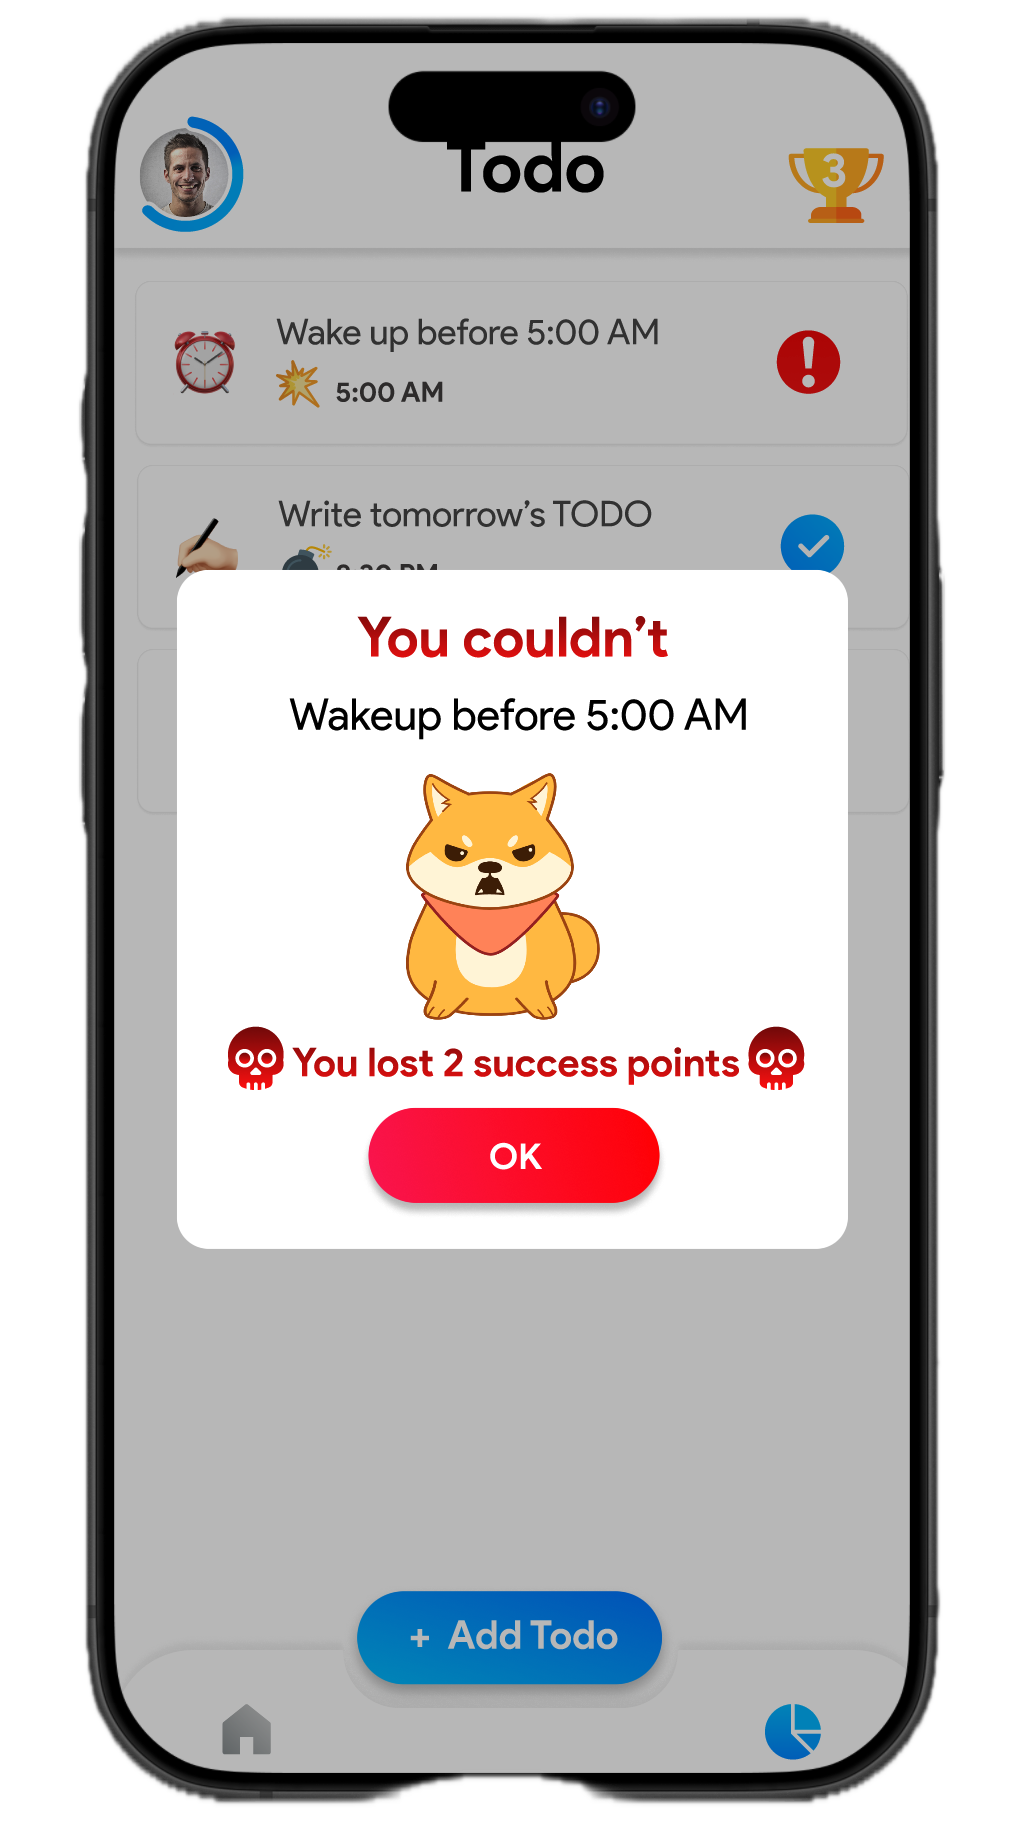 Todo
3
Wake up before 5:00 AM
5:00 AM
Write tomorrow's TODO
You couldn't
Wakeup before 5:00 AM
You lost 2 success points
OK
+ Add Todo